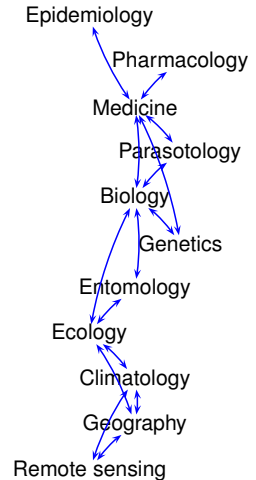 Epidemiology
Pharmacology
Medicine
Parasotology
Biology
Genetics
Entomology
Ecology
Climatology
Geography
Remote sensing